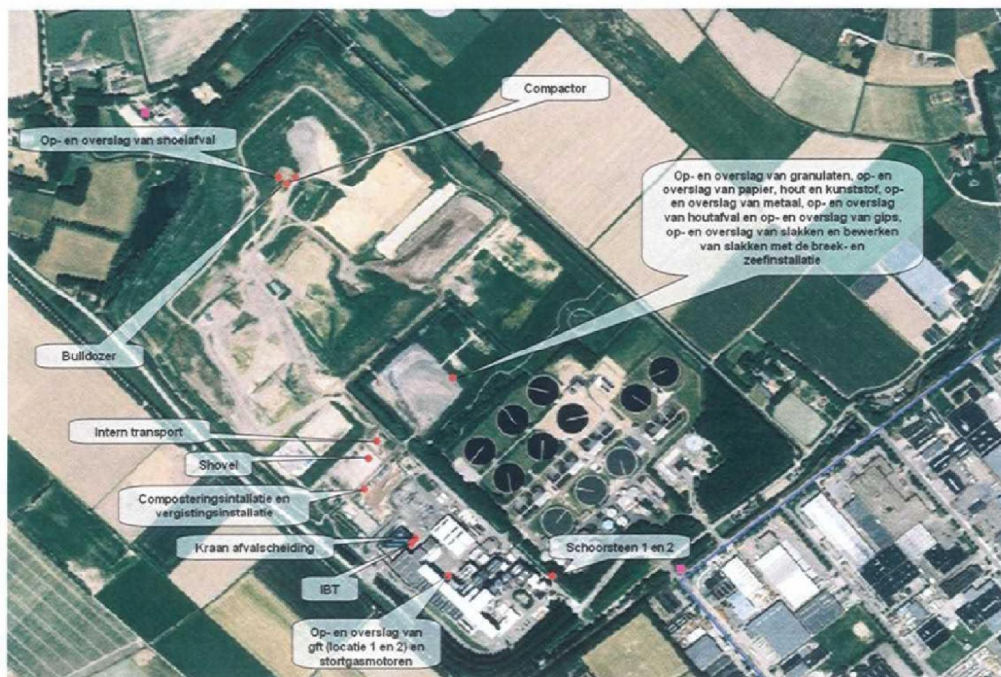 Compactor
Op- en overslag van snoeiafval
Op- en overslag van granulaten, op- en
overslag van papier, hout en kunststof, op-
en overslag van metaal, op- en overslag
van houtafval en op- en overslag van gips,
op- en overslag van slakken en bewerken
van slakken met de breek- en
zeefinstallatie
Bulldozer
Intern transport
Shovel
Composteringsintallatie en
vergistingsinstallatie
Kraan afvalscheiding
Schoorsteen 1 en 2
IBT
Op- en overslag van
gft (locatie 1 en 2) en
stortgasmotoren